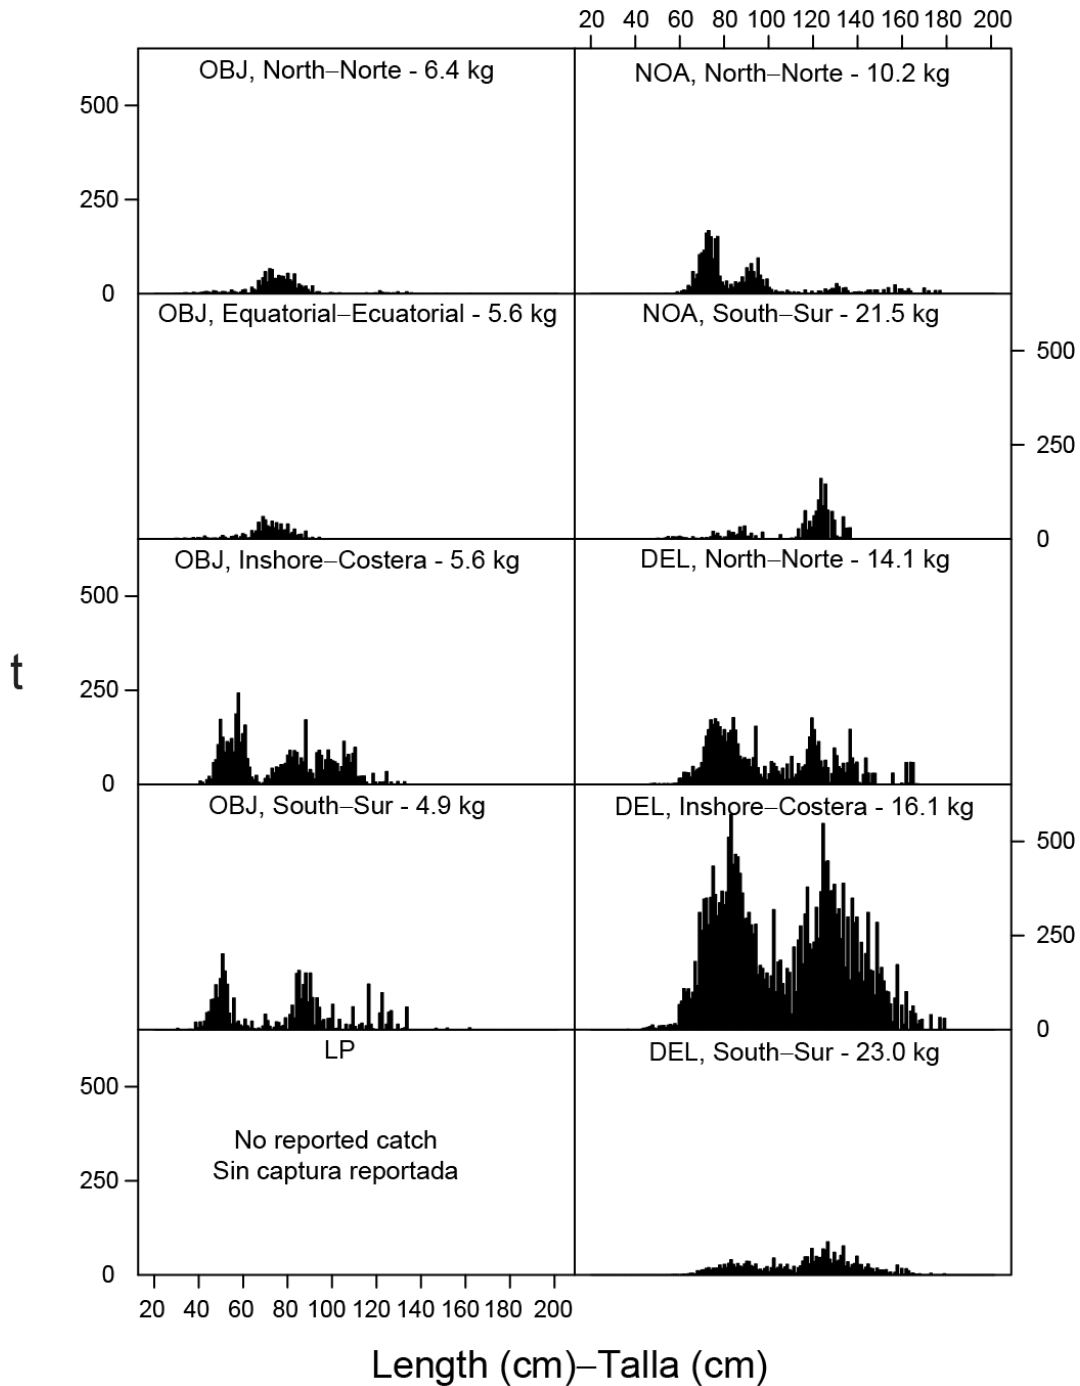 20 40 60 80 100 120 140 160 180 200
OBJ, North–Norte - 6.4 kg
NOA, North–Norte - 10.2 kg
500
250
0
OBJ, Equatorial–Ecuatorial - 5.6 kg
NOA, South–Sur - 21.5 kg
500
250
0
OBJ, Inshore–Costera - 5.6 kg
DEL, North–Norte - 14.1 kg
500
250
0
t
OBJ, South–Sur - 4.9 kg
DEL, Inshore–Costera - 16.1 kg
500
250
0
LP
DEL, South–Sur - 23.0 kg
500
250
0
No reported catch
Sin captura reportada
20 40 60 80 100 120 140 160 180 200
Length (cm)–Talla (cm)